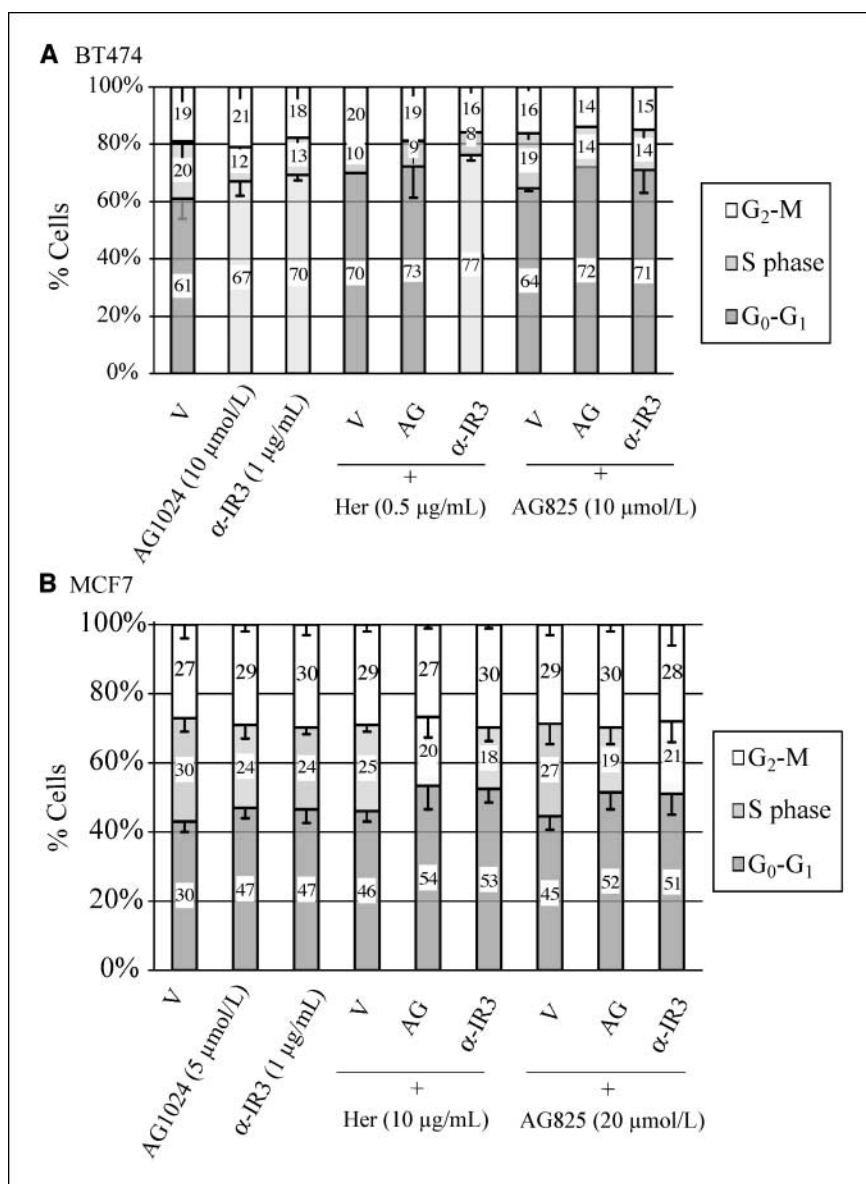 A BT474
100%
80%
60%
40%
20%
0%
% Cells
19 21 18 20 19 16 16 14 15
20 12 13 10 9 8 19 14 14
61 67 70 70 73 77 64 72 71
G₂-M
S phase
G₀-G₁
V
AG1024 (10 μmol/L)
α-IR3 (1 μg/mL)
V
AG
α-IR3
V
AG
α-IR3
+
+
Her (0.5 μg/mL)
AG825 (10 μmol/L)
B MCF7
100%
80%
60%
40%
20%
0%
% Cells
27 29 30 29 27 30 29 30 28
30 24 24 25 20 18 27 19 21
30 47 47 46 54 53 45 52 51
G₂-M
S phase
G₀-G₁
V
AG1024 (5 μmol/L)
α-IR3 (1 μg/mL)
V
AG
α-IR3
V
AG
α-IR3
+
+
Her (10 μg/mL)
AG825 (20 μmol/L)